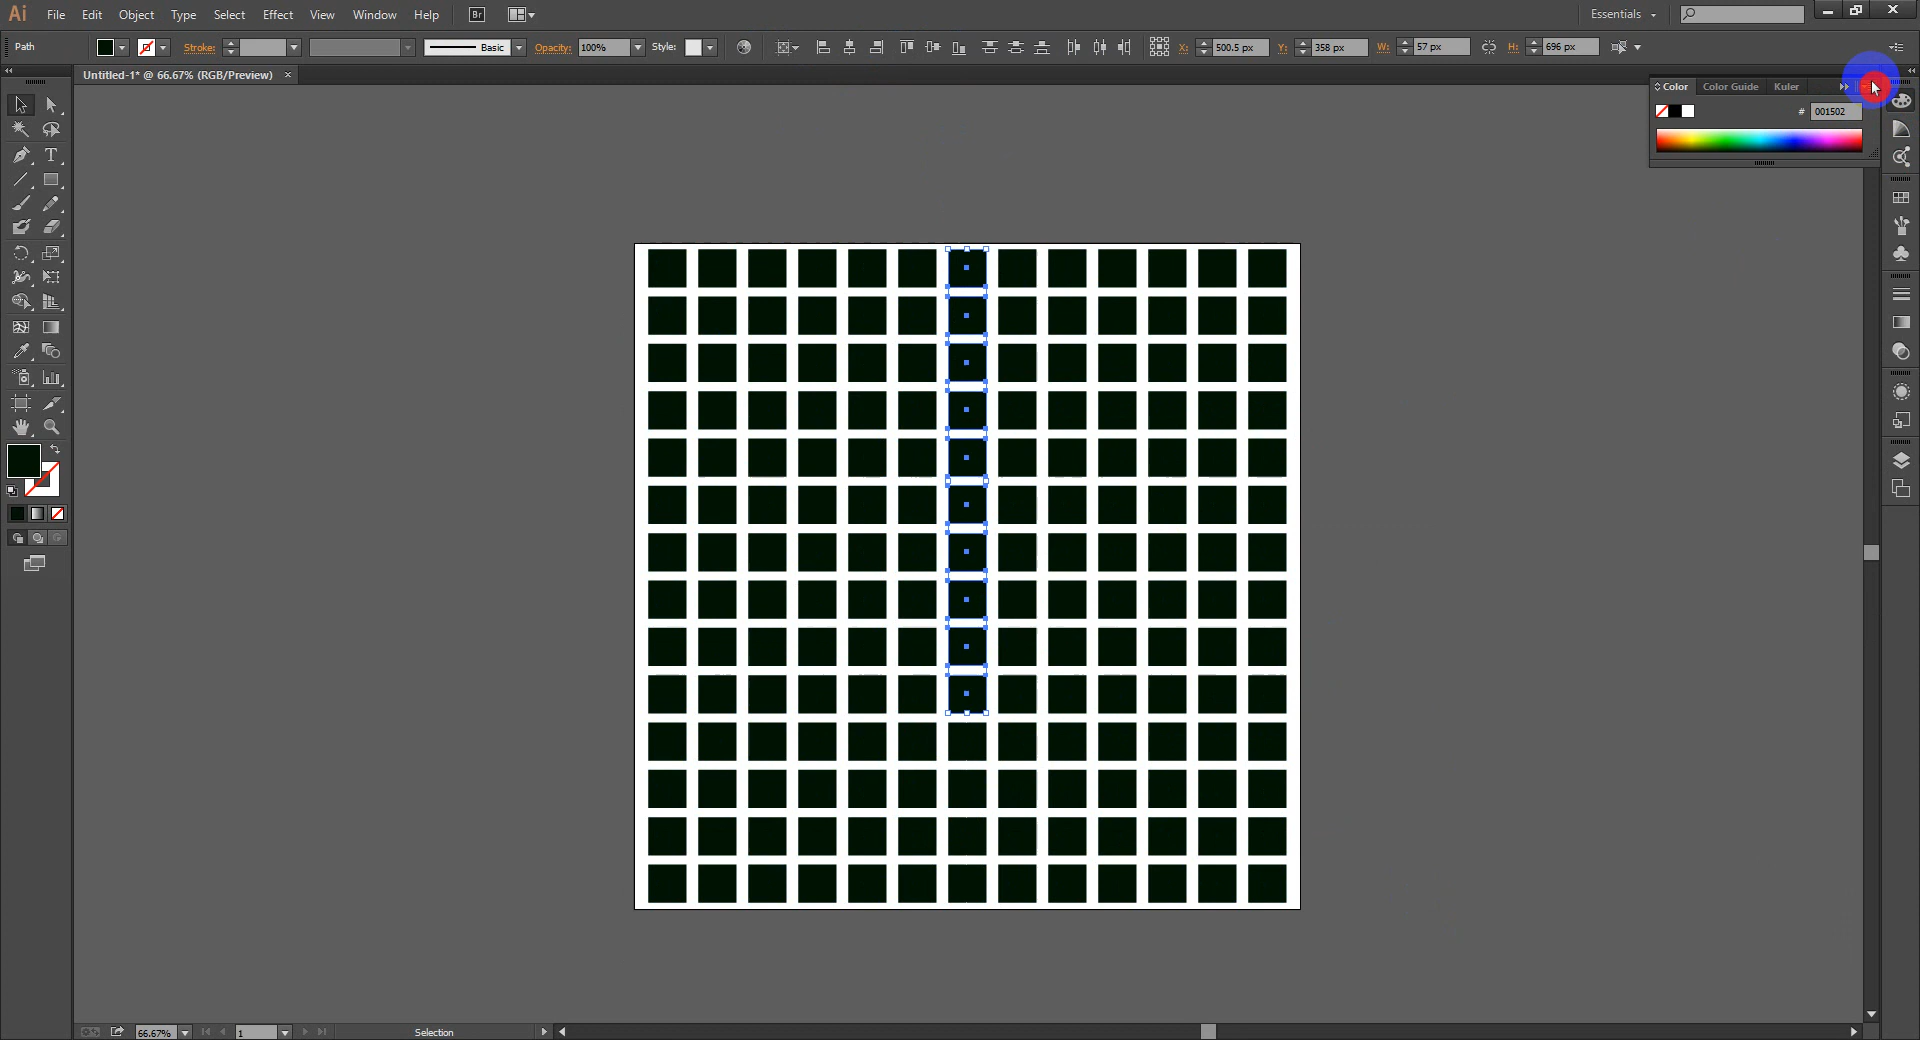 Ai File Edit Object Type Select Effect View Window Help Br Essentials
Path Stroke: Basic Opacity: 100% Style: X: 500.5 px Y: 358 px W: 57 px H: 696 px
Untitled-1* @ 66.67% (RGB/Preview) ×
Color Color Guide Kuler
# 001502
T
66.67% 1 Selection